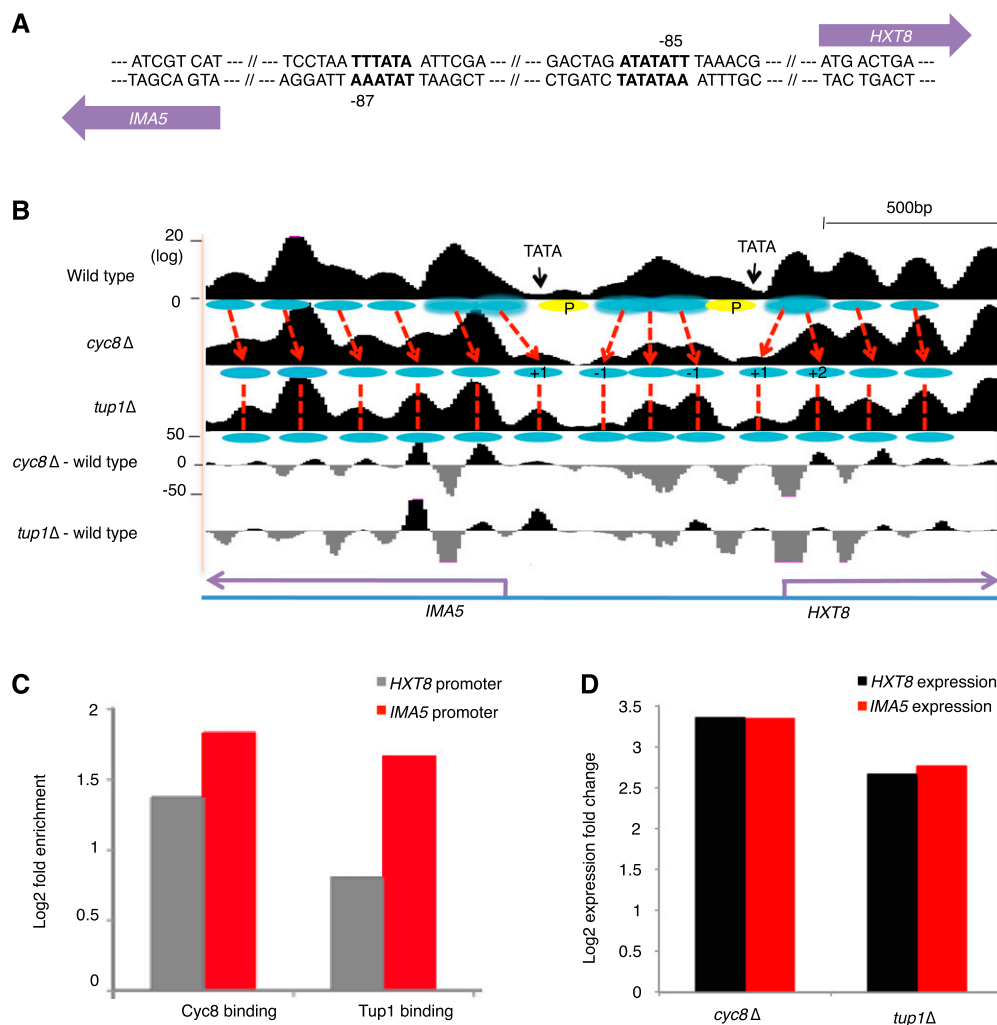 A
HXT8
-85
--- ATCGT CAT --- // --- TCCTAA TTTATA ATTCGA --- // --- GACTAG ATATATT TAAACG --- // --- ATG ACTGA ---
--- TAGCA GTA --- // --- AGGATT AAATAT TAAGCT --- // --- CTGATC TATATAA ATTTGC --- // --- TAC TGACT ---
-87
IMA5
B
500bp
20
(log)
TATA
TATA
Wild type
0
P
P
cyc8 Δ
+1
-1
-1
+1
+2
tup1Δ
50
cyc8 Δ - wild type
0
-50
tup1Δ - wild type
IMA5
HXT8
C
HXT8 promoter
IMA5 promoter
2
1.5
1
0.5
0
Log2 fold enrichment
Cyc8 binding
Tup1 binding
D
HXT8 expression
IMA5 expression
3.5
3
2.5
2
1.5
1
0.5
0
Log2 expression fold change
cyc8 Δ
tup1Δ